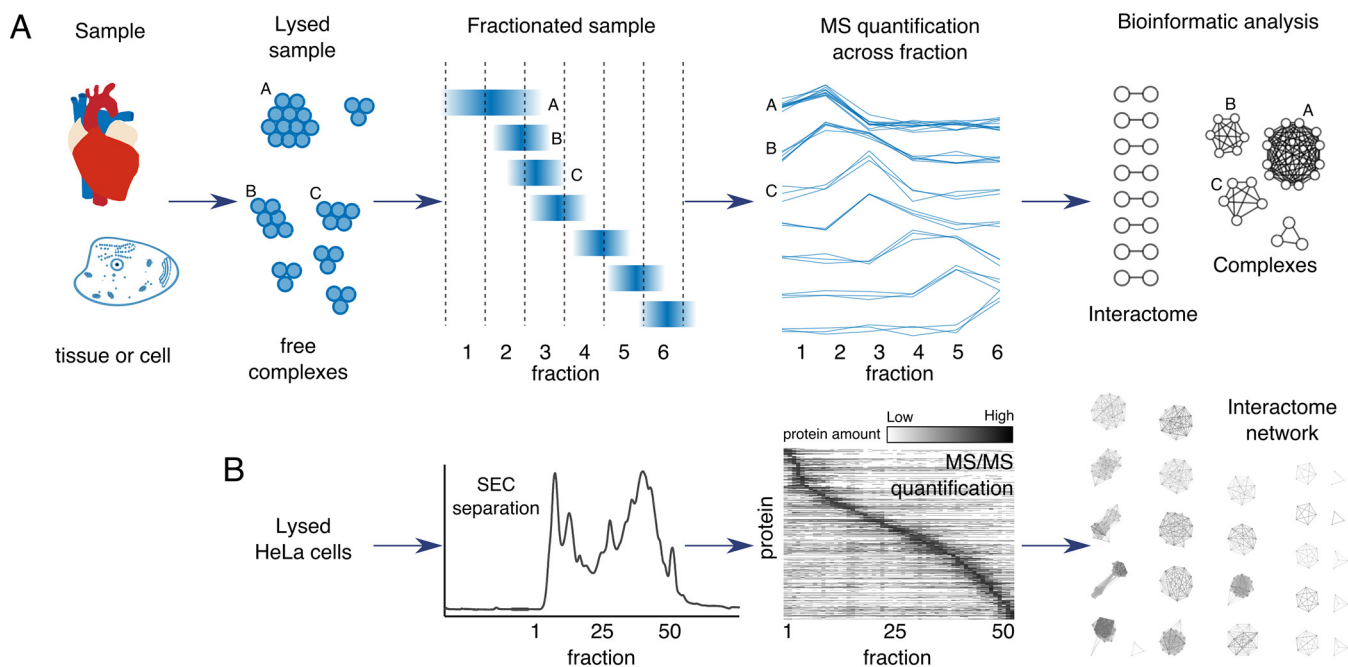 A
Sample
Lysed
sample
Fractionated sample
MS quantification
across fraction
Bioinformatic analysis
A
B
C
A
B
C
A
B
C
B
A
C
Complexes
Interactome
tissue or cell
free
complexes
1 2 3 4 5 6
fraction
1 2 3 4 5 6
fraction
B
Lysed
HeLa cells
SEC
separation
1 25 50
fraction
Low High
protein amount
MS/MS
quantification
protein
1 25 50
fraction
Interactome
network